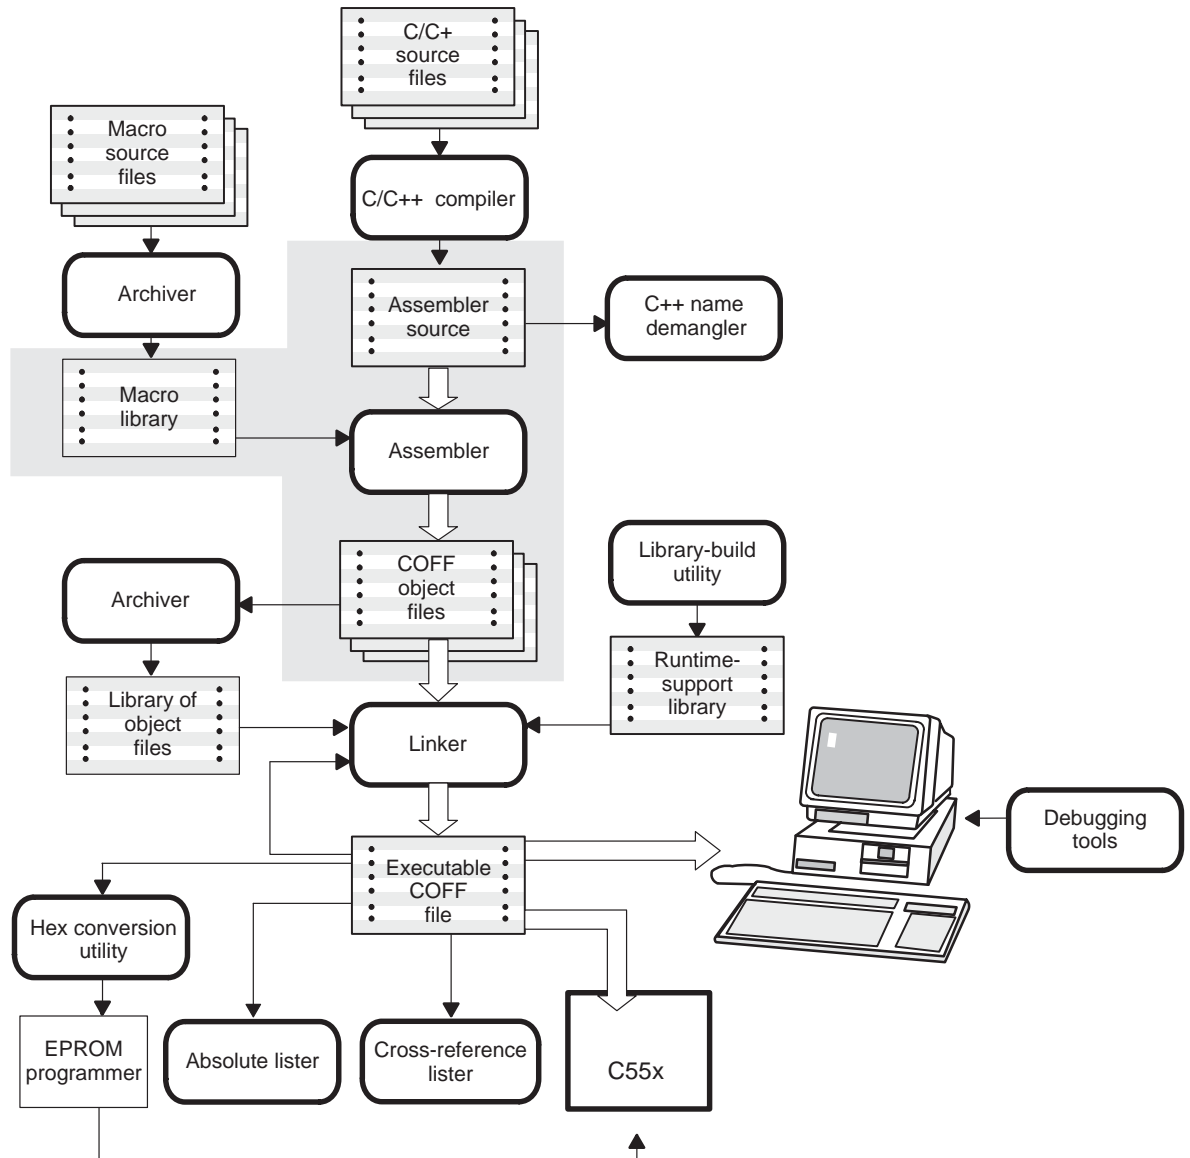 C/C+
source
files
Macro
source
files
C/C++ compiler
Archiver
Assembler
source
C++ name
demangler
Macro
library
Assembler
COFF
object
files
Library-build
utility
Archiver
Runtime-
support
library
Library of
object
files
Linker
Debugging
tools
Executable
COFF
file
Hex conversion
utility
EPROM
programmer
Absolute lister
Cross-reference
lister
C55x